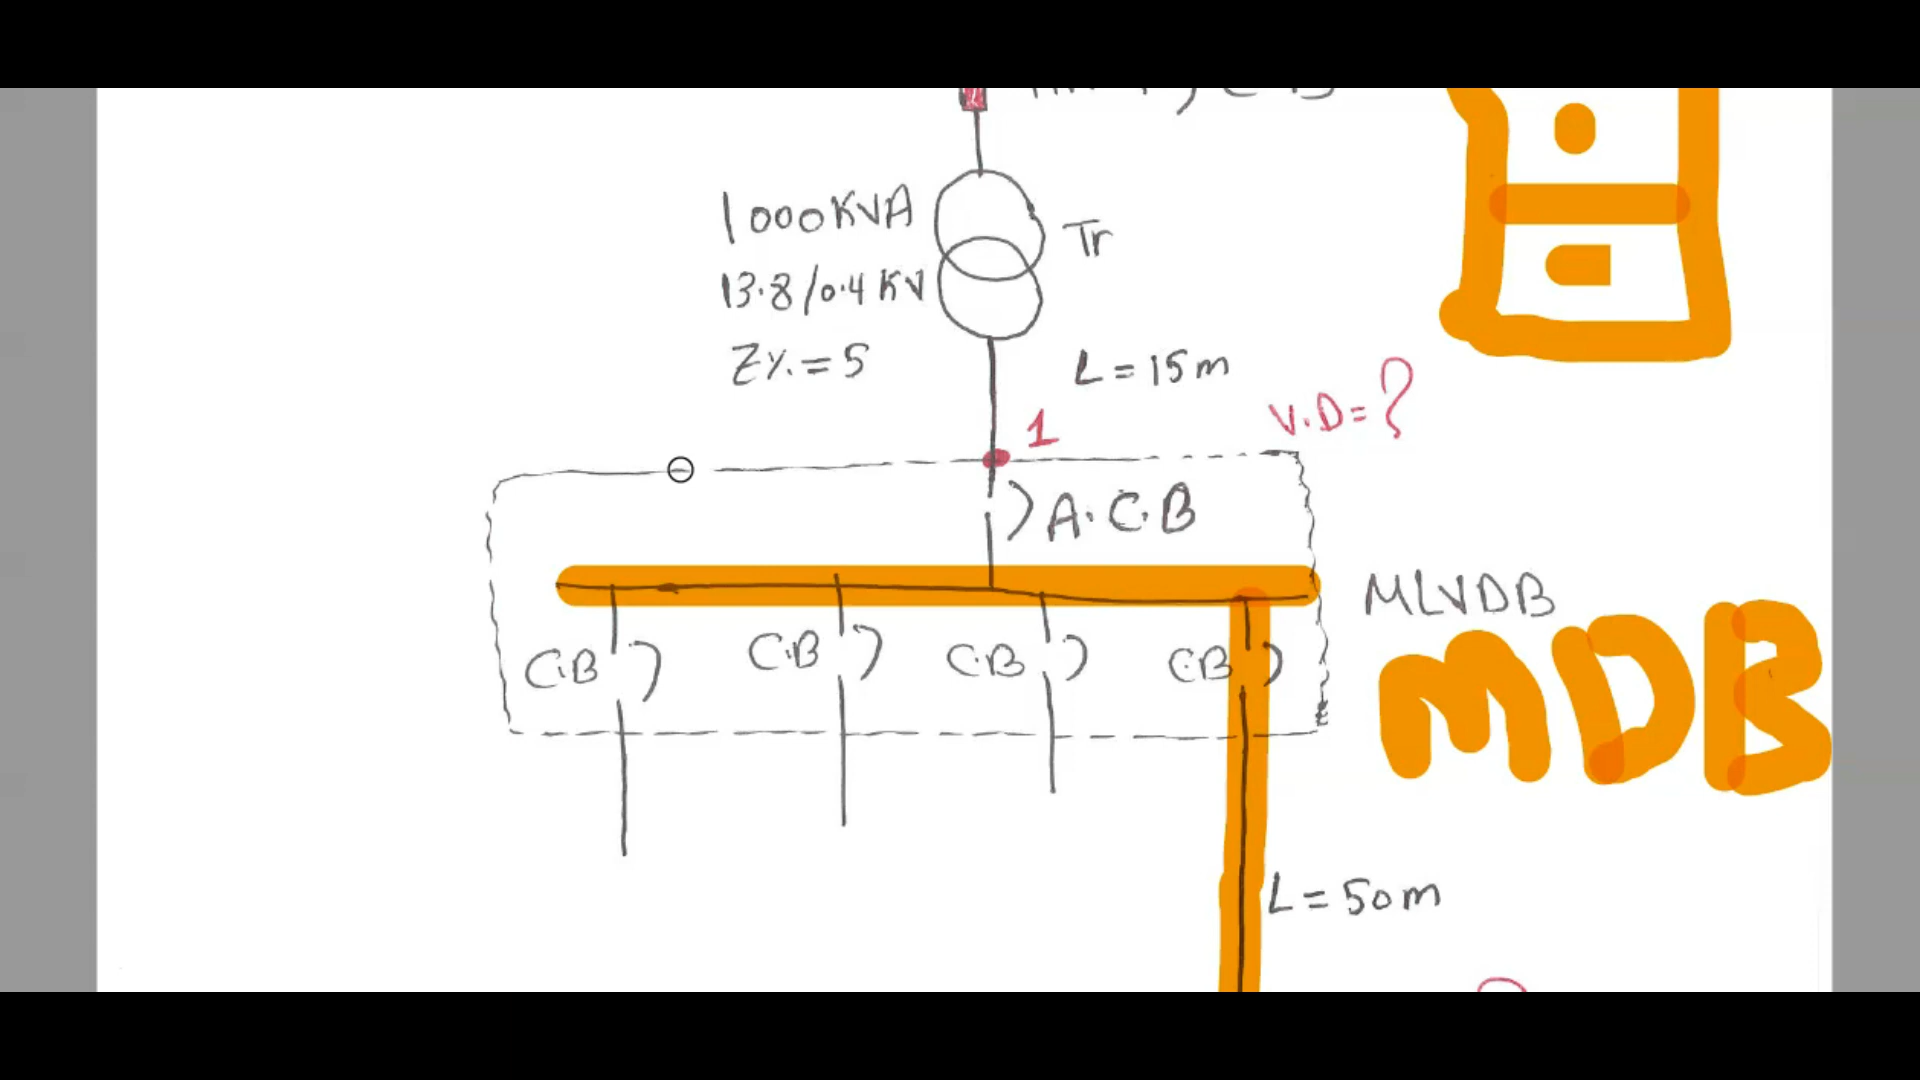 1000KVA
Tr
13.8/0.4 KV
Z%.=5
L=15m
V.D=?
1
A.C.B
MLVDB
C.B
C.B
C.B
C.B
MDB
L=50m